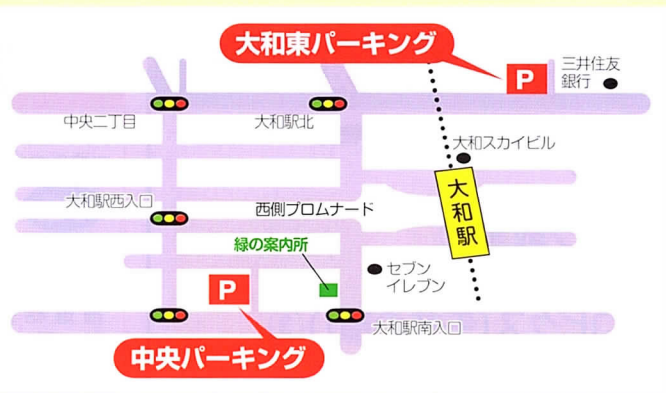 大和東パーキング
P
三井住友
銀行
中央二丁目
大和駅北
大和スカイビル
大和駅西入口
西側プロムナード
大和駅
緑の案内所
セブン
イレブン
P
大和駅南入口
中央パーキング